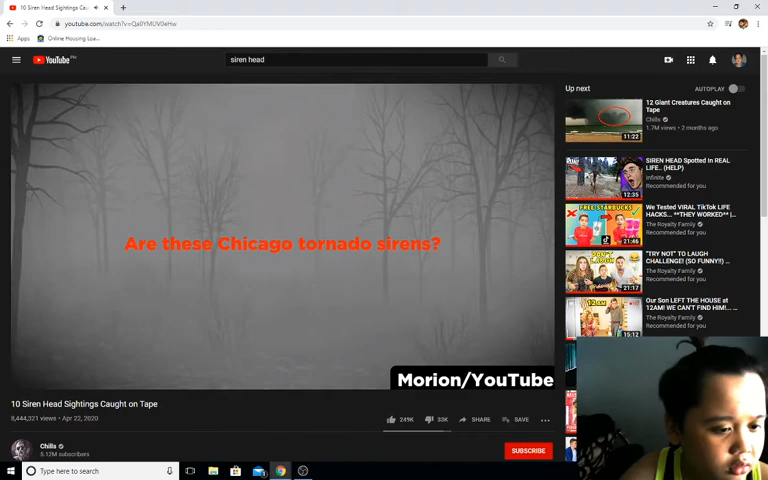 10 Siren Head Sightings Cau
youtube.com/watch?v=Qa0YMUV0eHw
Apps
Online Housing Loa...
YouTube PH
siren head
Are these Chicago tornado sirens?
Morion/YouTube
10 Siren Head Sightings Caught on Tape
8,444,321 views • Apr 22, 2020
249K
33K
SHARE
SAVE
Chills
5.12M subscribers
SUBSCRIBE
Up next
AUTOPLAY
12 Giant Creatures Caught on
Tape
Chills
1.7M views • 2 months ago
11:22
SIREN HEAD Spotted In REAL
LIFE.. (HELP)
Infinite
Recommended for you
12:35
We Tested VIRAL TikTok LIFE
HACKS... **THEY WORKED** |...
The Royalty Family
Recommended for you
FREE STARBUCKS
21:46
"TRY NOT" TO LAUGH
CHALLENGE! (SO FUNNY!!) ...
The Royalty Family
Recommended for you
21:17
Our Son LEFT THE HOUSE at
12AM! WE CAN'T FIND HIM!... ...
The Royalty Family
Recommended for you
12AM
15:12
Type here to search